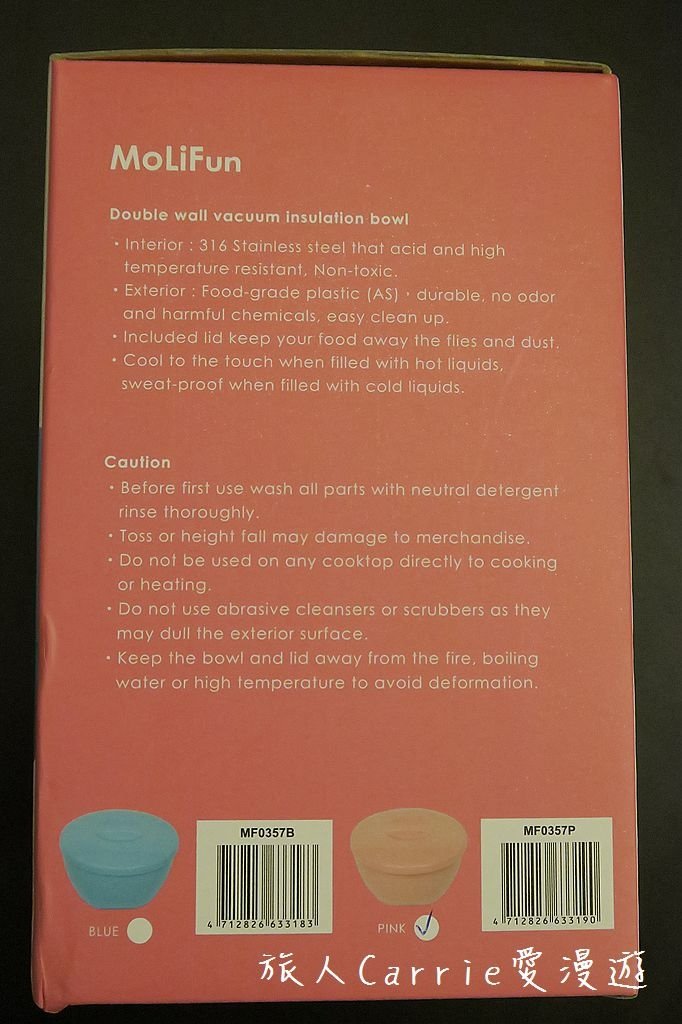 MoLiFun
Double wall vacuum insulation bowl
・Interior : 316 Stainless steel that acid and high
temperature resistant, Non-toxic.
・Exterior : Food-grade plastic (AS)，durable, no odor
and harmful chemicals, easy clean up.
・Included lid keep your food away the flies and dust.
・Cool to the touch when filled with hot liquids,
sweat-proof when filled with cold liquids.
Caution
・Before first use wash all parts with neutral detergent
rinse thoroughly.
・Toss or height fall may damage to merchandise.
・Do not be used on any cooktop directly to cooking
or heating.
・Do not use abrasive cleansers or scrubbers as they
may dull the exterior surface.
・Keep the bowl and lid away from the fire, boiling
water or high temperature to avoid deformation.
MF0357B
4 712826 633183
BLUE
MF0357P
4 712826 633190
PINK
旅人Carrie愛漫遊